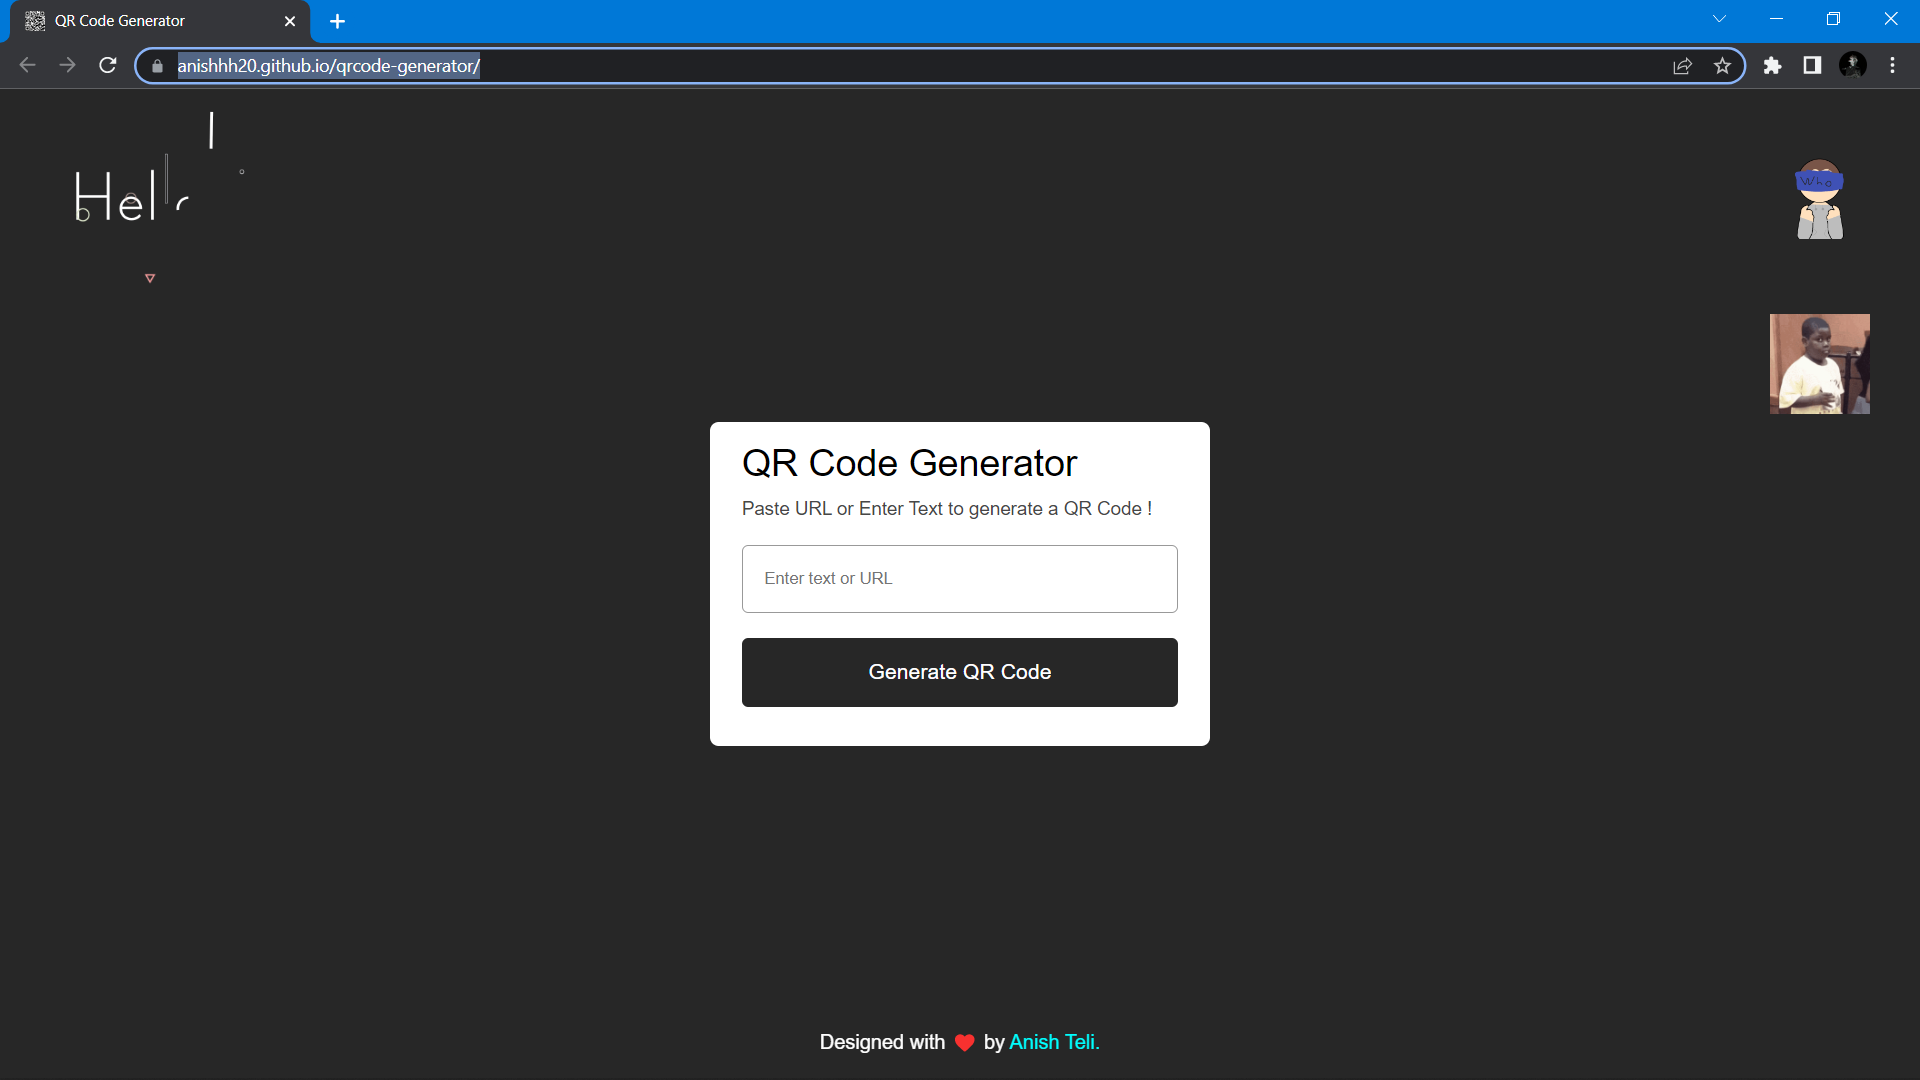 QR Code Generator
anishhh20.github.io/qrcode-generator/
Hel
Who
QR Code Generator
Paste URL or Enter Text to generate a QR Code !
Enter text or URL
Generate QR Code
Designed with ❤ by Anish Teli.